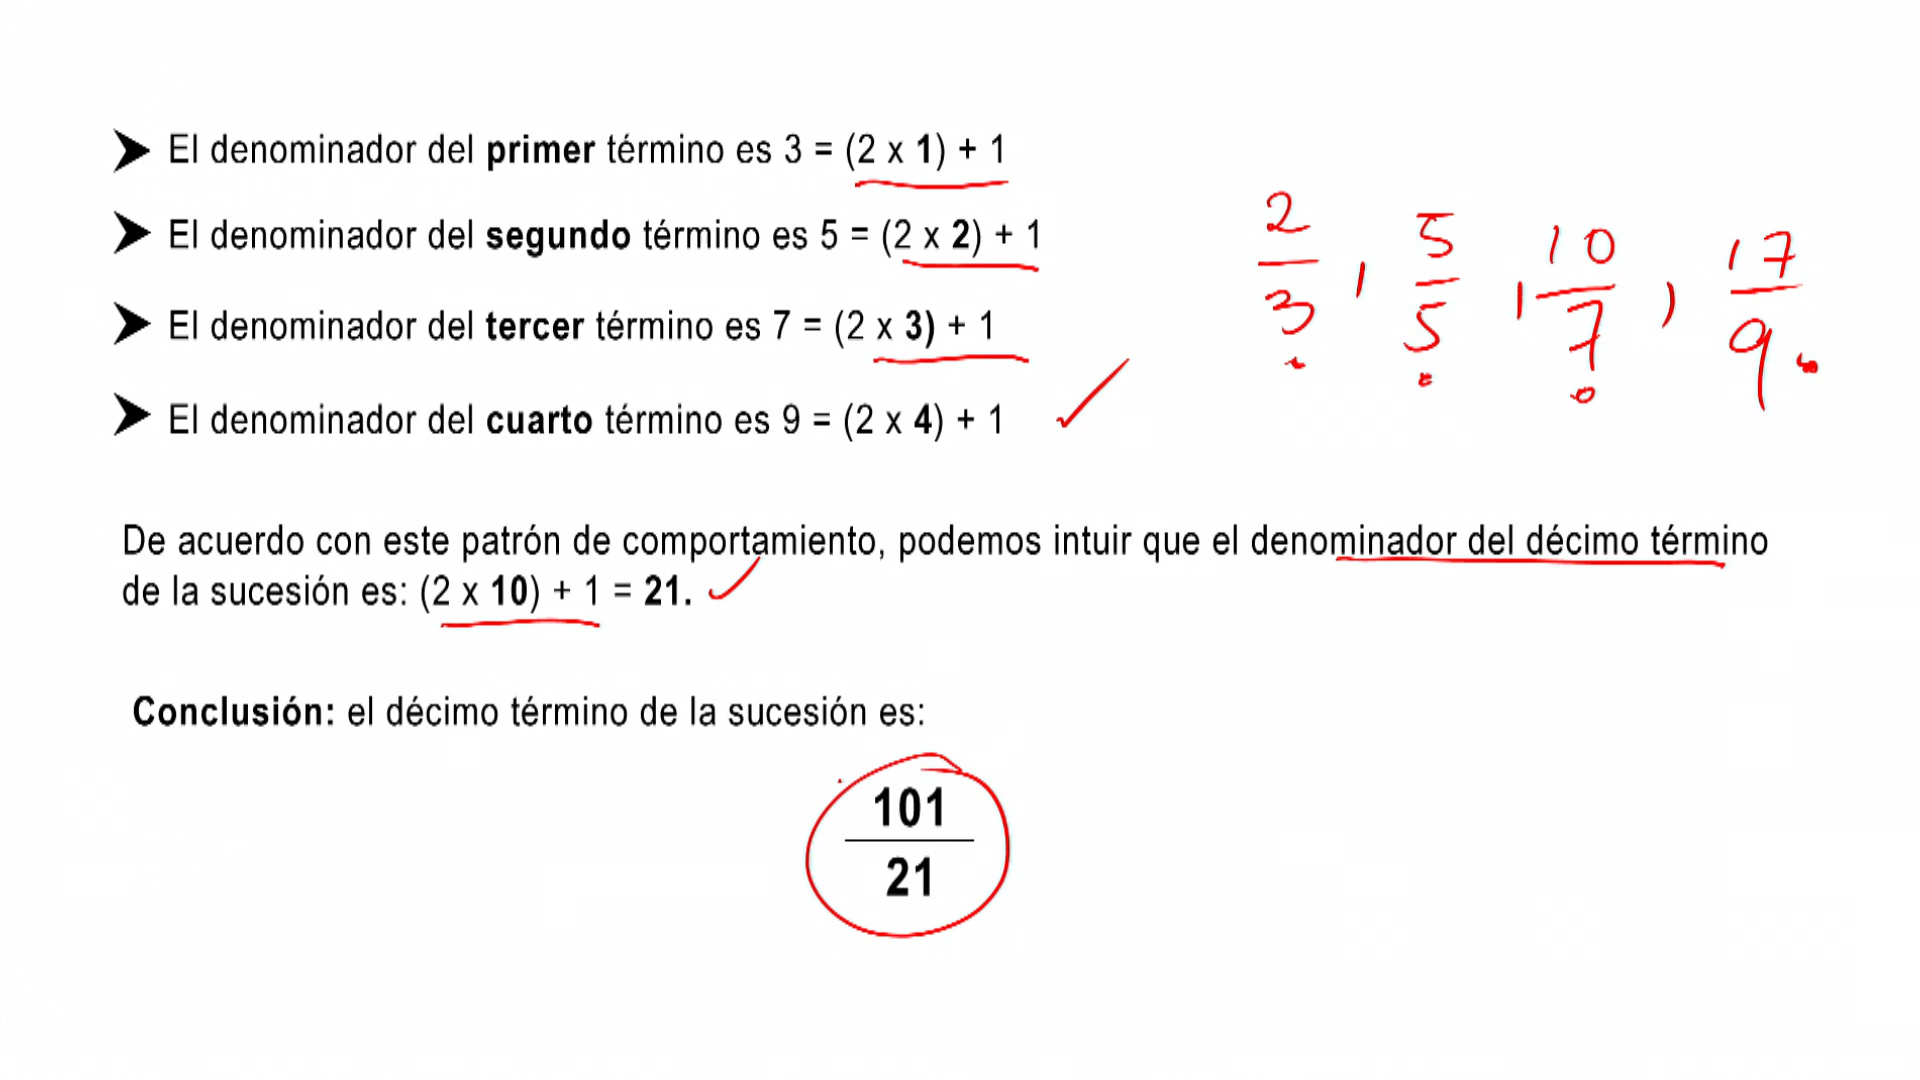 El denominador del primer término es 3 = (2 x 1) + 1
El denominador del segundo término es 5 = (2 x 2) + 1
El denominador del tercer término es 7 = (2 x 3) + 1
El denominador del cuarto término es 9 = (2 x 4) + 1
2/3 , 5/5 , 10/7 , 17/9
De acuerdo con este patrón de comportamiento, podemos intuir que el denominador del décimo término
de la sucesión es: (2 x 10) + 1 = 21.
Conclusión: el décimo término de la sucesión es:
101
21